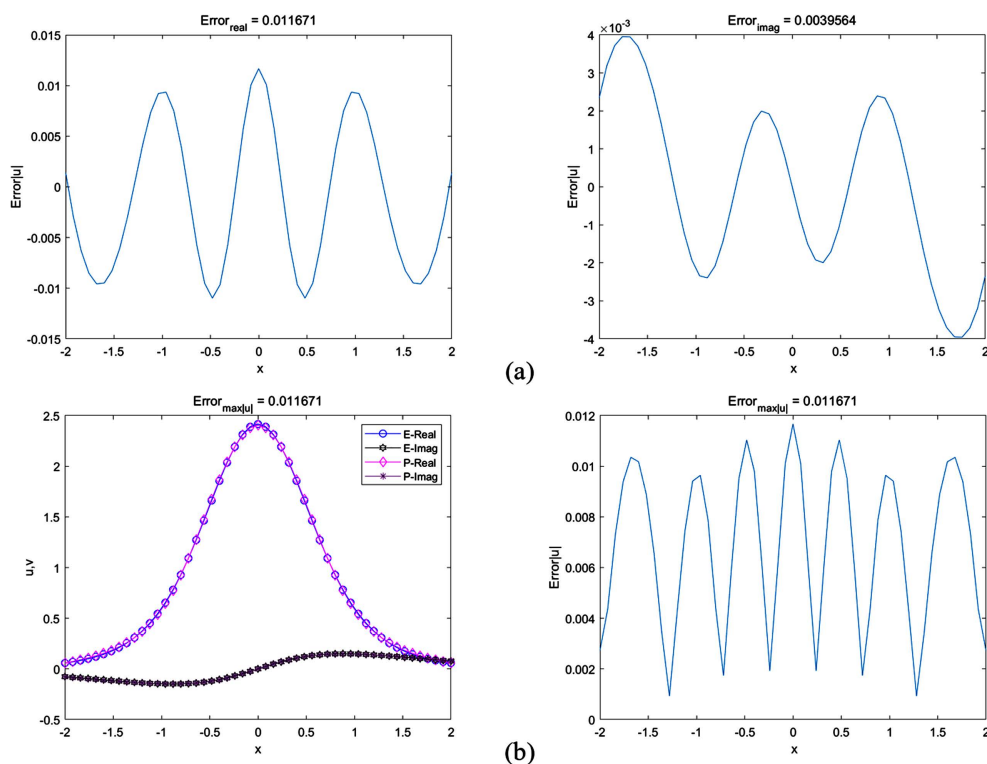 Error_real = 0.011671
Error|u|
0.015
0.01
0.005
0
-0.005
-0.01
-0.015
-2 -1.5 -1 -0.5 0 0.5 1 1.5 2
x
Error_imag = 0.0039564
×10⁻³
Error|u|
4
3
2
1
0
-1
-2
-3
-4
-2 -1.5 -1 -0.5 0 0.5 1 1.5 2
x
(a)
Error_max|u| = 0.011671
u,v
2.5
2
1.5
1
0.5
0
-0.5
E-Real
E-Imag
P-Real
P-Imag
-2 -1.5 -1 -0.5 0 0.5 1 1.5 2
x
Error_max|u| = 0.011671
Error|u|
0.012
0.01
0.008
0.006
0.004
0.002
0
-2 -1.5 -1 -0.5 0 0.5 1 1.5 2
x
(b)